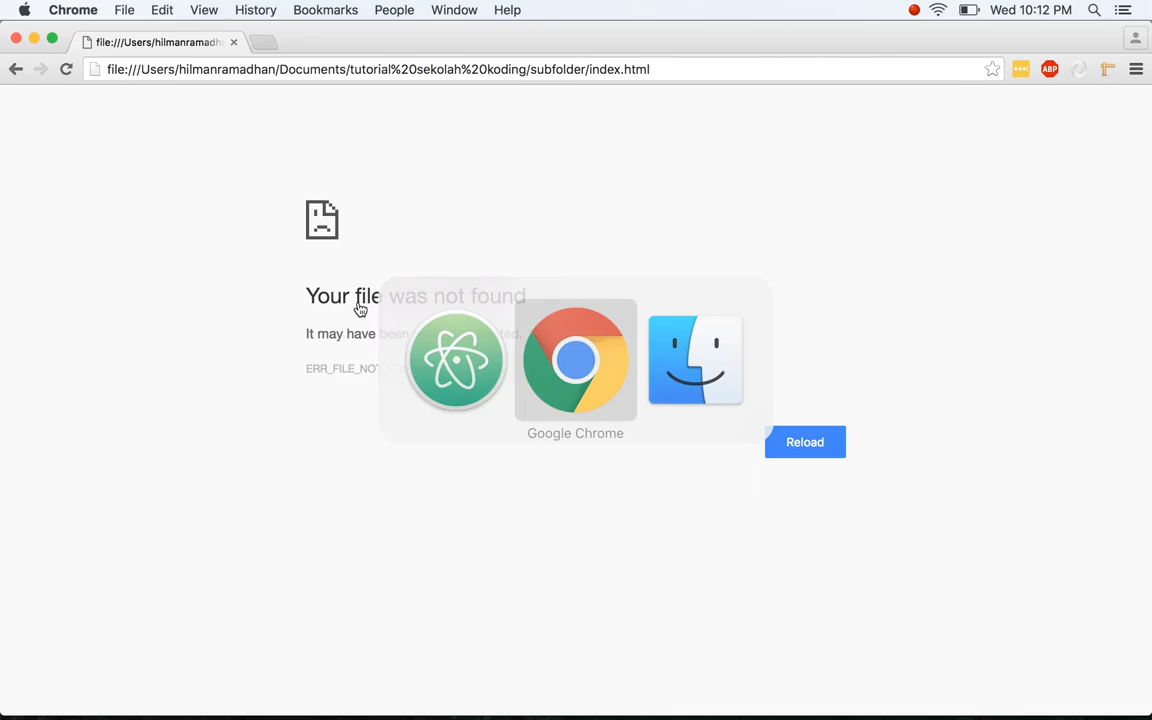 Chrome File Edit View History Bookmarks People Window Help Wed 10:12 PM
file:///Users/hilmanramadh
file:///Users/hilmanramadhan/Documents/tutorial%20sekolah%20koding/subfolder/index.html
ABP
Your file was not found
It may have been
ERR_FILE_NOT
Google Chrome
Reload